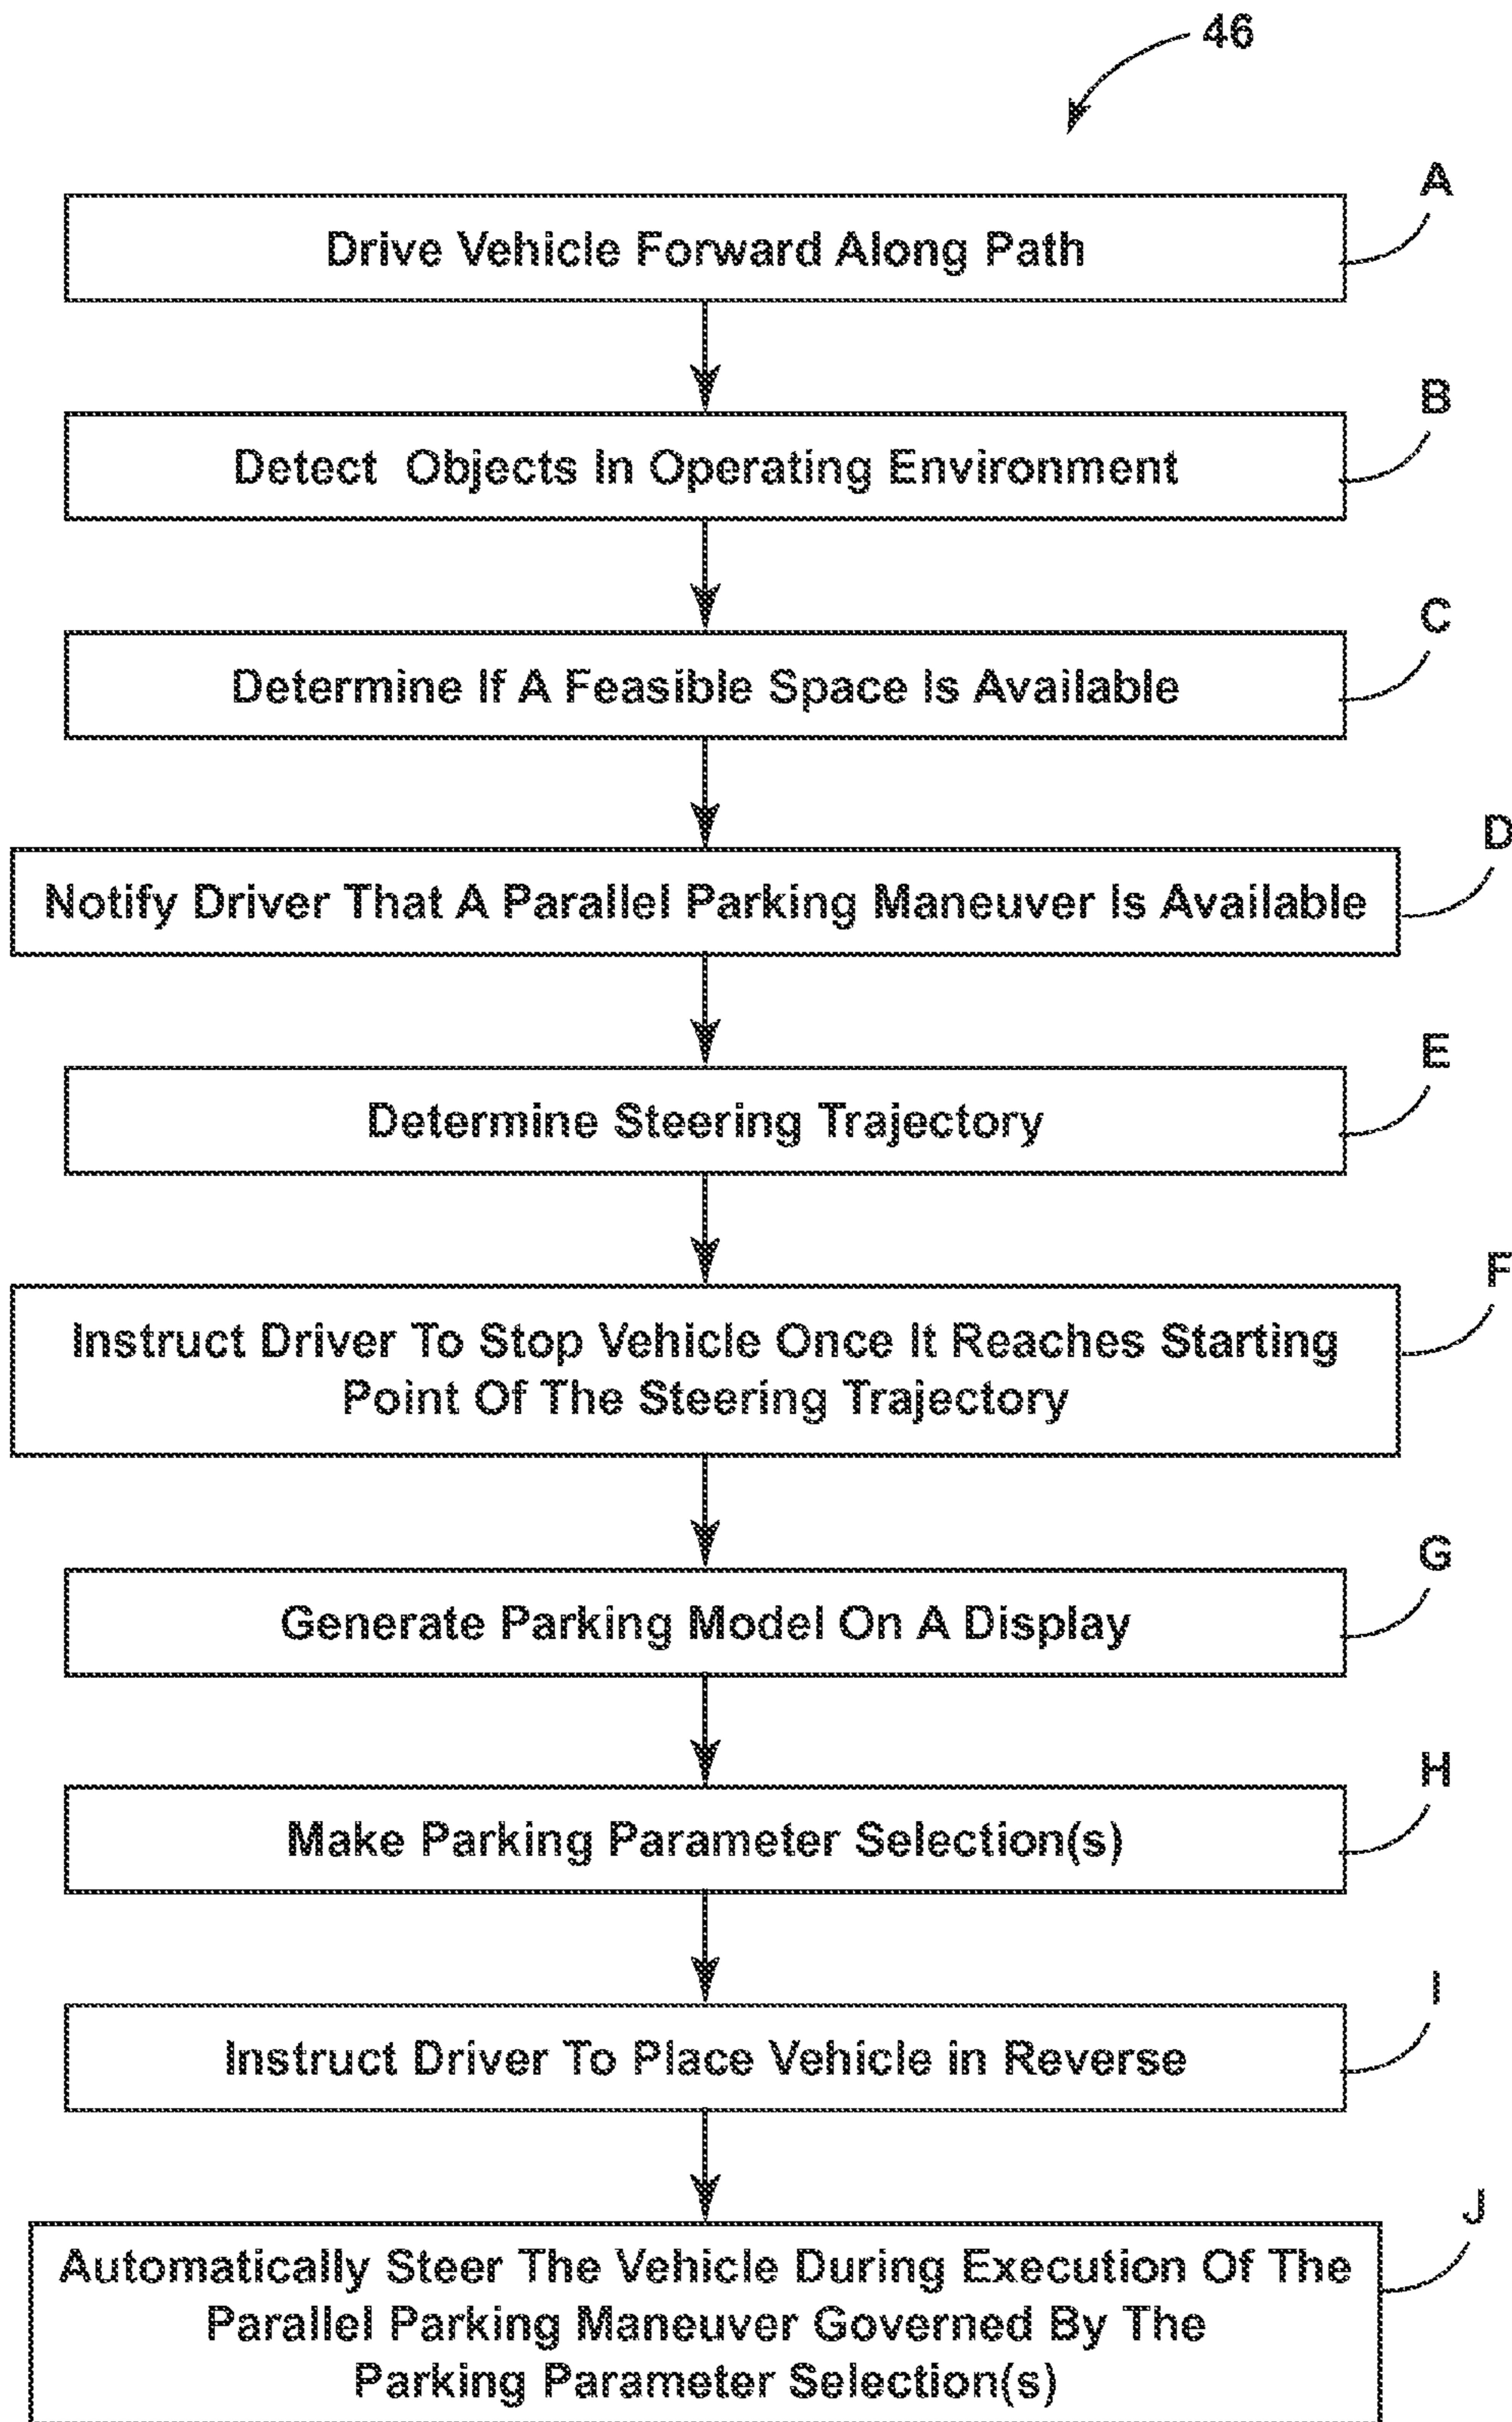 46
A
Drive Vehicle Forward Along Path
B
Detect Objects In Operating Environment
C
Determine If A Feasible Space Is Available
D
Notify Driver That A Parallel Parking Maneuver Is Available
E
Determine Steering Trajectory
F
Instruct Driver To Stop Vehicle Once It Reaches Starting
Point Of The Steering Trajectory
G
Generate Parking Model On A Display
H
Make Parking Parameter Selection(s)
I
Instruct Driver To Place Vehicle in Reverse
J
Automatically Steer The Vehicle During Execution Of The
Parallel Parking Maneuver Governed By The
Parking Parameter Selection(s)